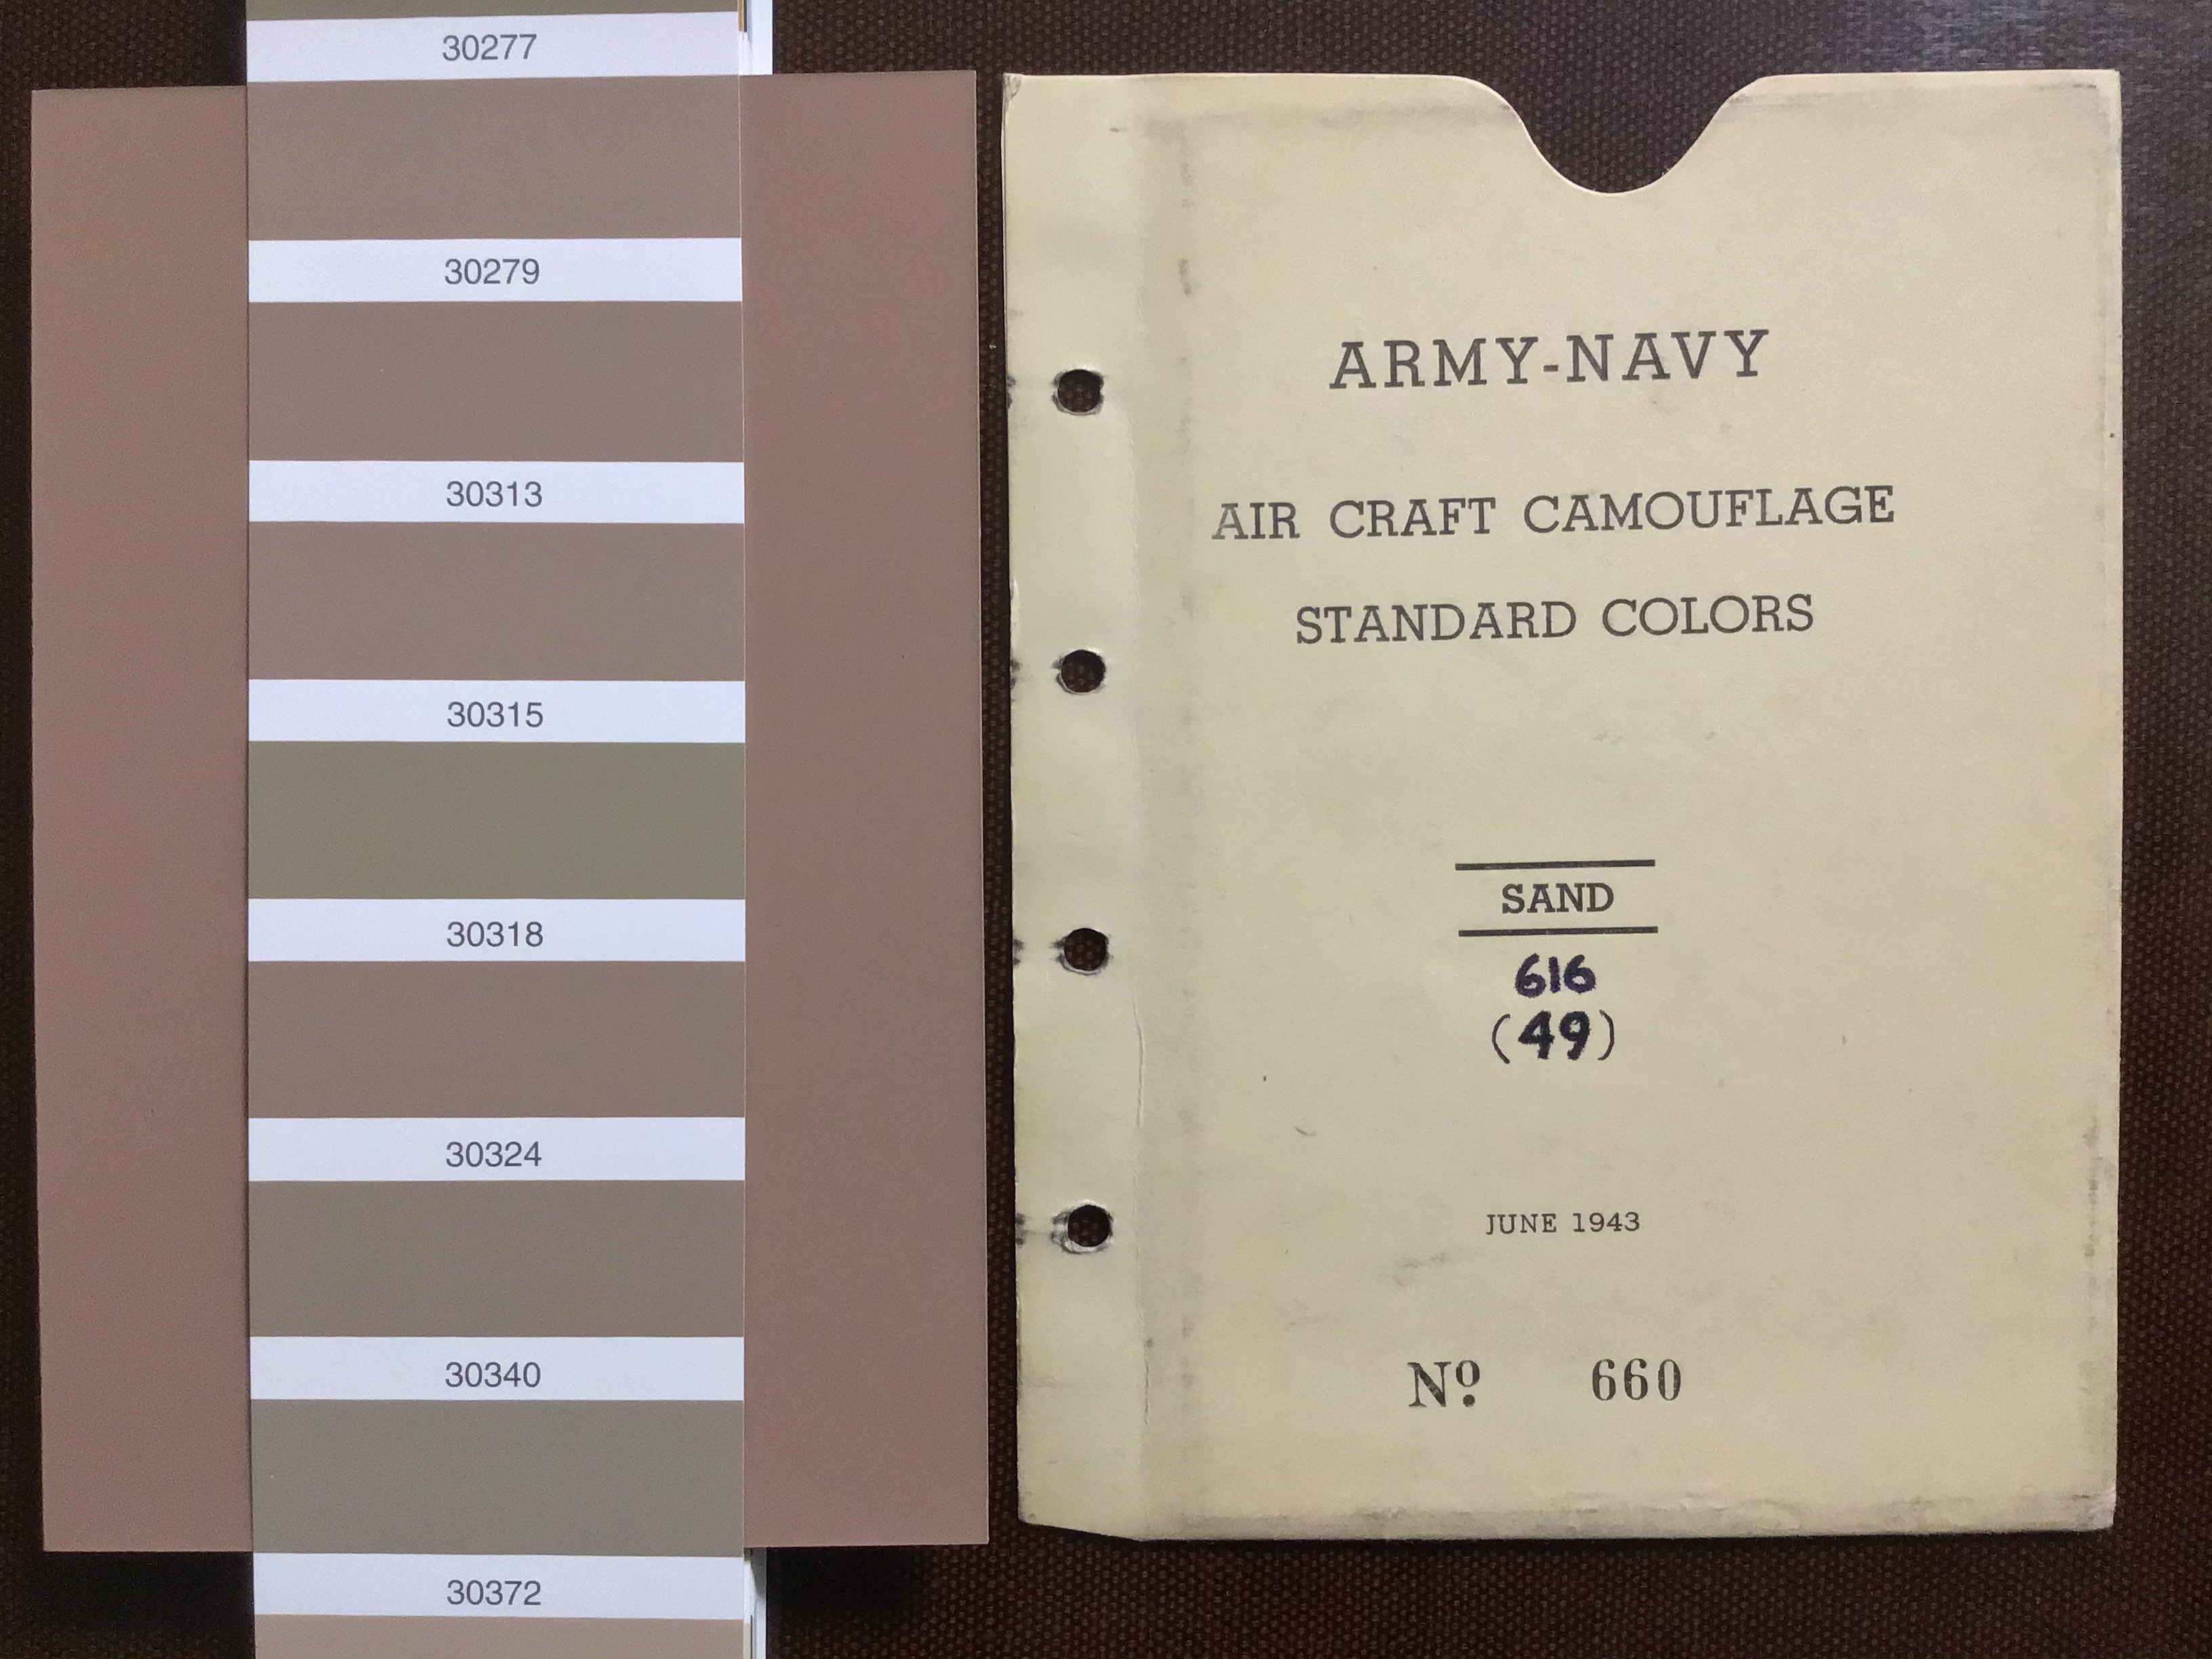 30277
30279
30313
30315
30318
30324
30340
30372
ARMY-NAVY
AIR CRAFT CAMOUFLAGE
STANDARD COLORS
SAND
616
(49)
JUNE 1943
Nº 660